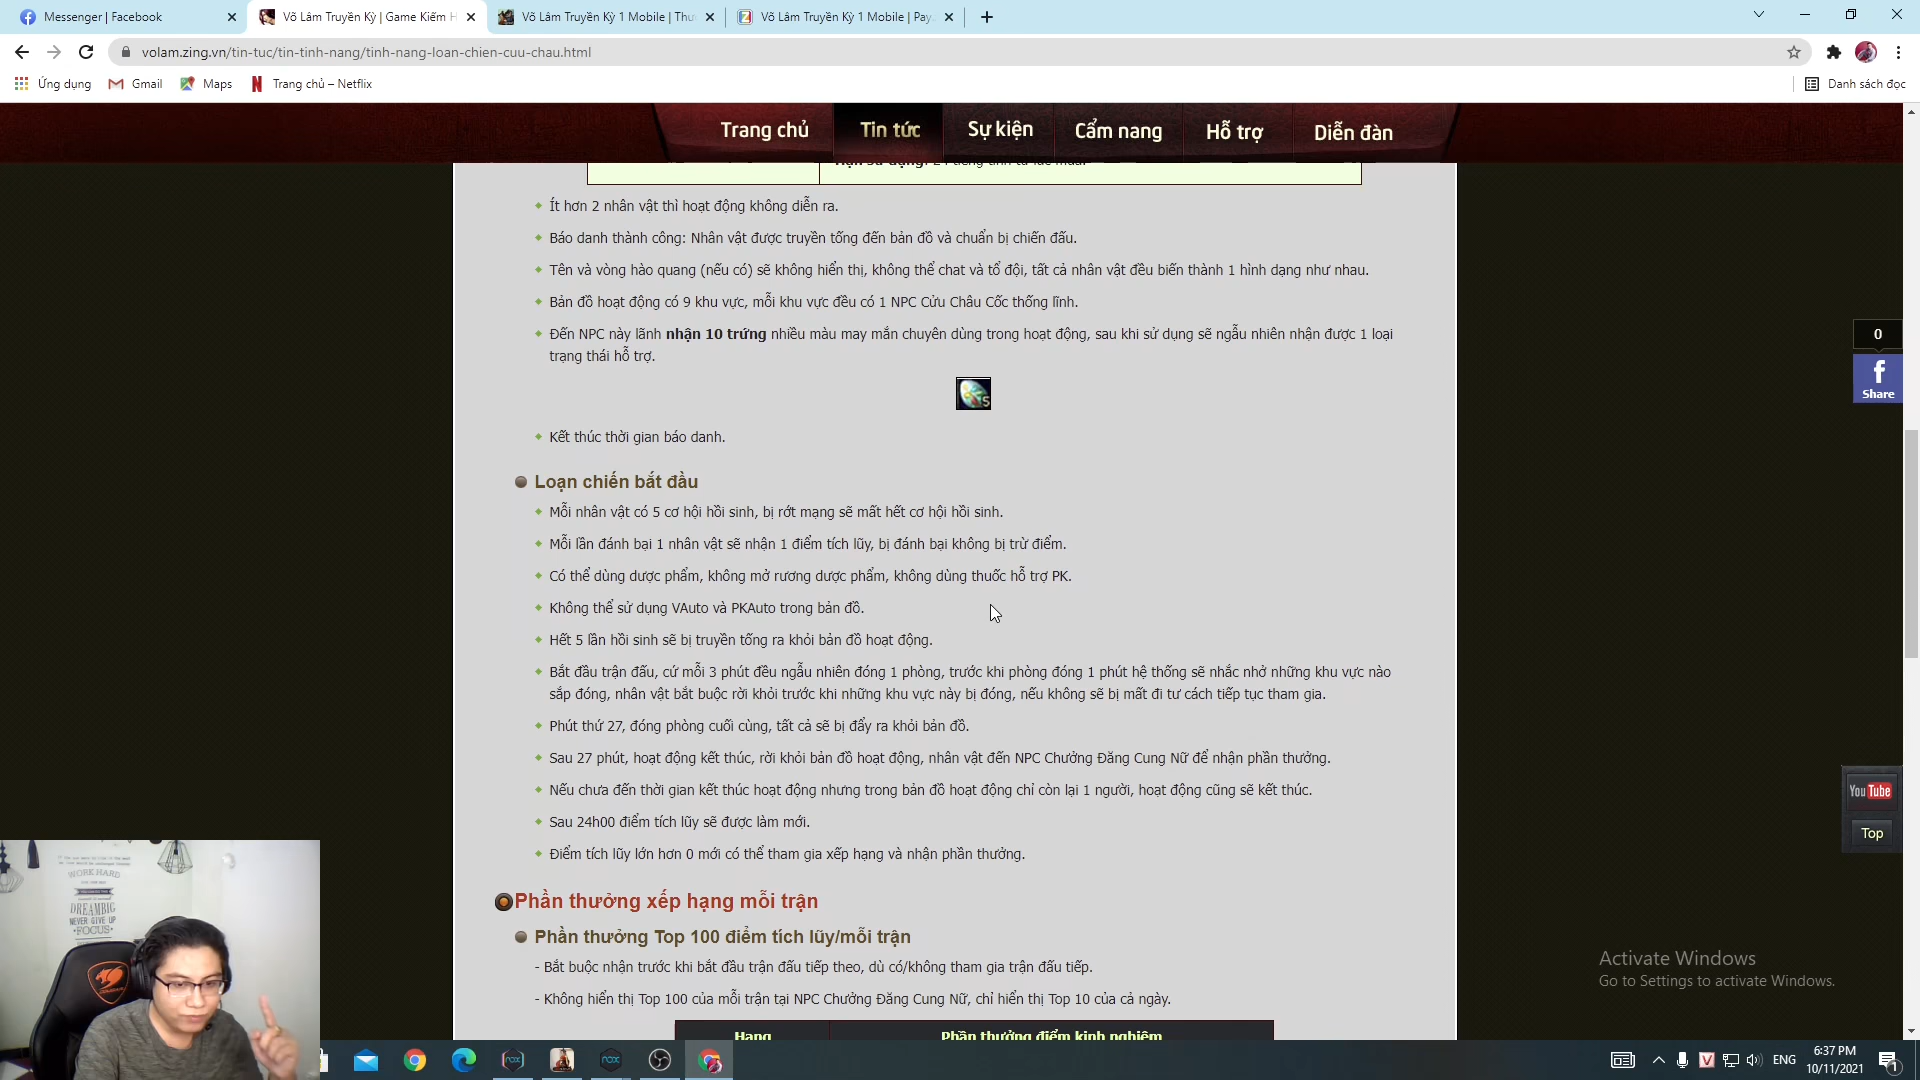 Messenger | Facebook
Võ Lâm Truyền Kỳ | Game Kiếm H
Võ Lâm Truyền Kỳ 1 Mobile | Thư
Võ Lâm Truyền Kỳ 1 Mobile | Pay
volam.zing.vn/tin-tuc/tin-tinh-nang/tinh-nang-loan-chien-cuu-chau.html
Ứng dụng Gmail Maps N Trang chủ – Netflix Danh sách đọc
Trang chủ Tin tức Sự kiện Cẩm nang Hỗ trợ Diễn đàn
Ít hơn 2 nhân vật thì hoạt động không diễn ra.
Báo danh thành công: Nhân vật được truyền tống đến bản đồ và chuẩn bị chiến đấu.
Tên và vòng hào quang (nếu có) sẽ không hiển thị, không thể chat và tổ đội, tất cả nhân vật đều biến thành 1 hình dạng như nhau.
Bản đồ hoạt động có 9 khu vực, mỗi khu vực đều có 1 NPC Cửu Châu Cốc thống lĩnh.
Đến NPC này lãnh nhận 10 trứng nhiều màu may mắn chuyên dùng trong hoạt động, sau khi sử dụng sẽ ngẫu nhiên nhận được 1 loại
trạng thái hỗ trợ.
S
Kết thúc thời gian báo danh.
Loạn chiến bắt đầu
Mỗi nhân vật có 5 cơ hội hồi sinh, bị rớt mạng sẽ mất hết cơ hội hồi sinh.
Mỗi lần đánh bại 1 nhân vật sẽ nhận 1 điểm tích lũy, bị đánh bại không bị trừ điểm.
Có thể dùng dược phẩm, không mở rương dược phẩm, không dùng thuốc hỗ trợ PK.
Không thể sử dụng VAuto và PKAuto trong bản đồ.
Hết 5 lần hồi sinh sẽ bị truyền tống ra khỏi bản đồ hoạt động.
Bắt đầu trận đấu, cứ mỗi 3 phút đều ngẫu nhiên đóng 1 phòng, trước khi phòng đóng 1 phút hệ thống sẽ nhắc nhở những khu vực nào
sắp đóng, nhân vật bắt buộc rời khỏi trước khi những khu vực này bị đóng, nếu không sẽ bị mất đi tư cách tiếp tục tham gia.
Phút thứ 27, đóng phòng cuối cùng, tất cả sẽ bị đẩy ra khỏi bản đồ.
Sau 27 phút, hoạt động kết thúc, rời khỏi bản đồ hoạt động, nhân vật đến NPC Chưởng Đăng Cung Nữ để nhận phần thưởng.
Nếu chưa đến thời gian kết thúc hoạt động nhưng trong bản đồ hoạt động chỉ còn lại 1 người, hoạt động cũng sẽ kết thúc.
Sau 24h00 điểm tích lũy sẽ được làm mới.
Điểm tích lũy lớn hơn 0 mới có thể tham gia xếp hạng và nhận phần thưởng.
Phần thưởng xếp hạng mỗi trận
Phần thưởng Top 100 điểm tích lũy/mỗi trận
- Bắt buộc nhận trước khi bắt đầu trận đấu tiếp theo, dù có/không tham gia trận đấu tiếp.
- Không hiển thị Top 100 của mỗi trận tại NPC Chưởng Đăng Cung Nữ, chỉ hiển thị Top 10 của cả ngày.
Hạng Phần thưởng điểm kinh nghiệm
0
f
Share
YouTube
Top
Activate Windows
Go to Settings to activate Windows.
WORK HARD
DREAMBIG
NEVER GIVE UP
•FOCUS•
COUGAR
nox nox
V ENG
6:37 PM
10/11/2021
1